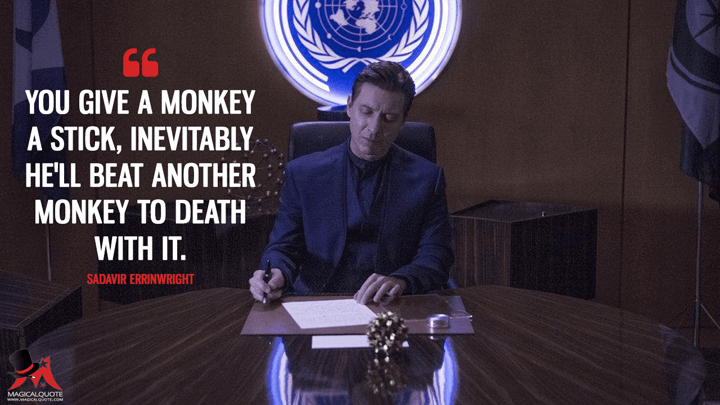 YOU GIVE A MONKEY
A STICK, INEVITABLY
HE'LL BEAT ANOTHER
MONKEY TO DEATH
WITH IT.
SADAVIR ERRINWRIGHT
MAGICALQUOTE
WWW.MAGICALQUOTE.COM